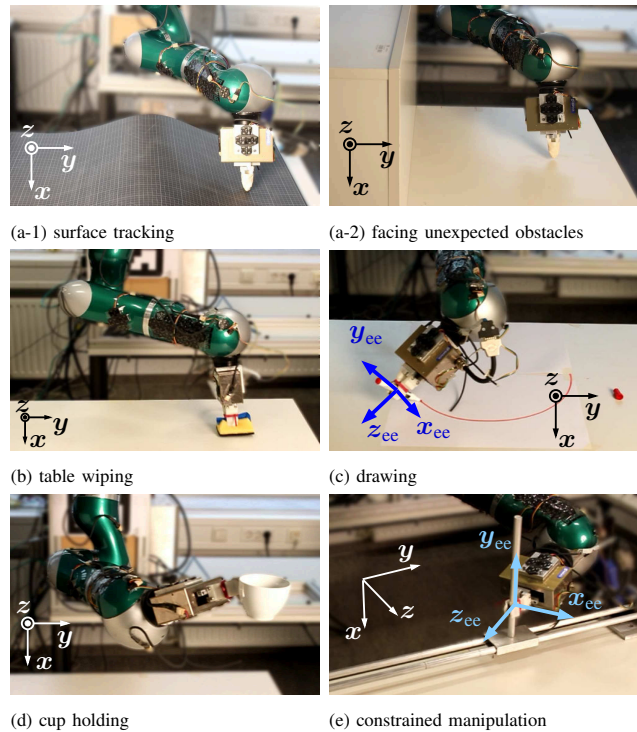 z
y
x
(a-1) surface tracking
z
y
x
(a-2) facing unexpected obstacles
z
y
x
(b) table wiping
y_ee
z_ee
x_ee
z
y
x
(c) drawing
z
y
x
(d) cup holding
y
x
z
y_ee
x_ee
z_ee
(e) constrained manipulation